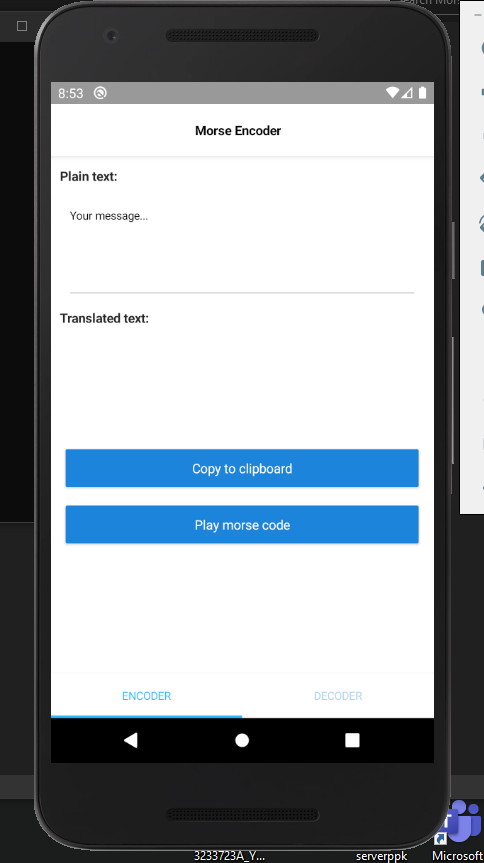 8:53
Morse Encoder
Plain text:
Your message...
Translated text:
Copy to clipboard
Play morse code
ENCODER
DECODER
3233723A_Y...
serverppk
Microsoft